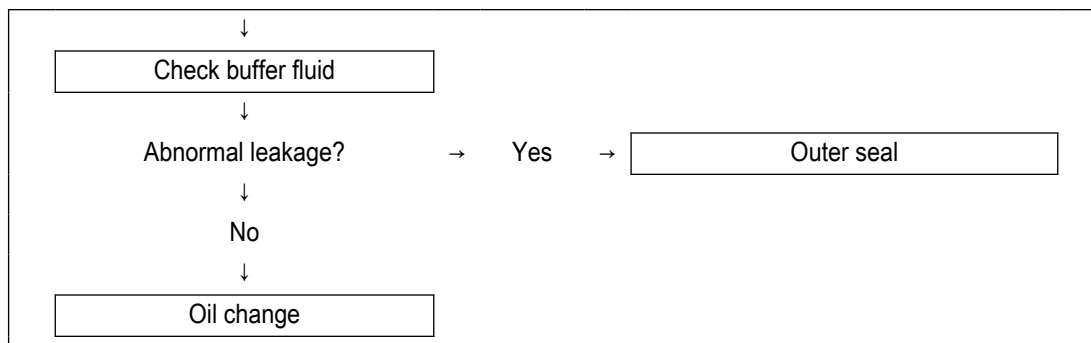 ↓
Check buffer fluid
↓
Abnormal leakage? → Yes → Outer seal
↓
No
↓
Oil change